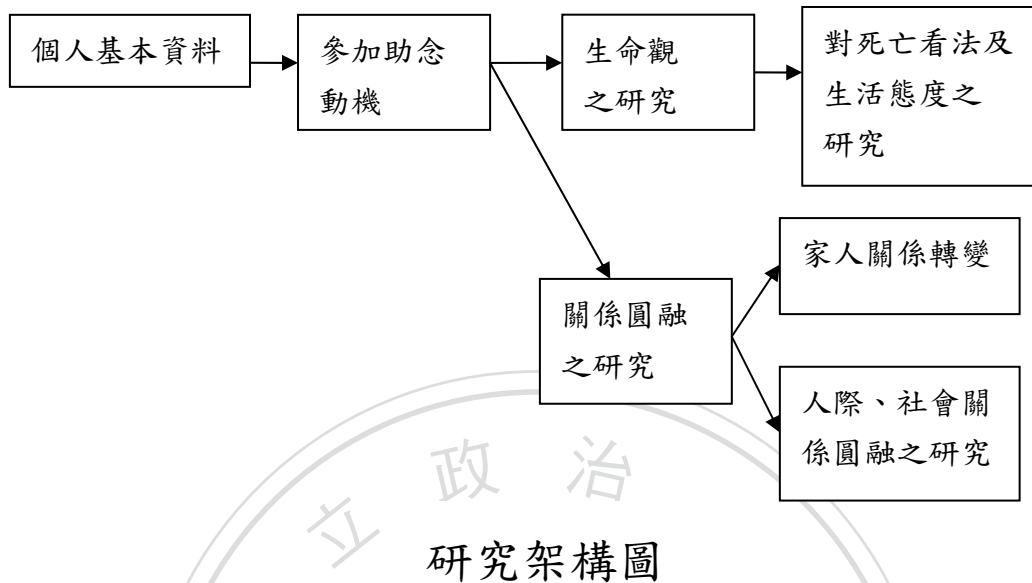 個人基本資料
參加助念
動機
生命觀
之研究
對死亡看法及
生活態度之
研究
關係圓融
之研究
家人關係轉變
人際、社會關
係圓融之研究
立政治
研究架構圖